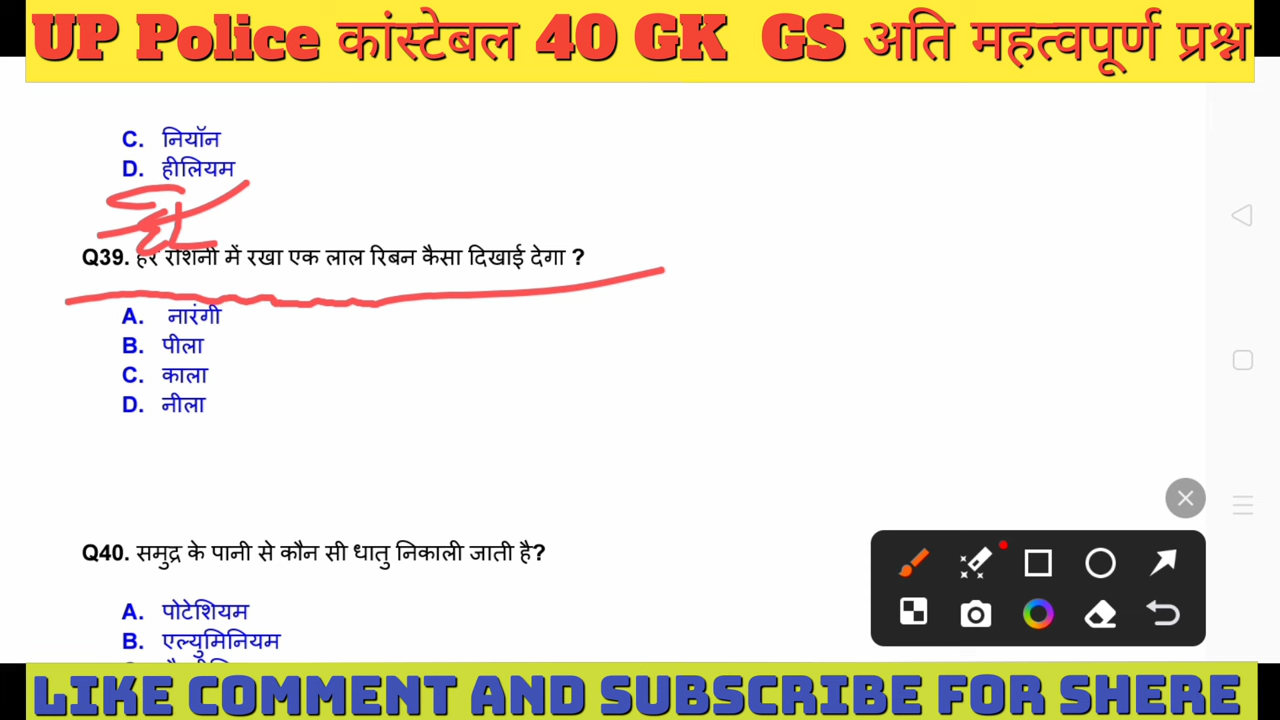 UP Police कांस्टेबल 40 GK GS अति महत्वपूर्ण प्रश्न
C. नियॉन
D. हीलियम
Q39. हरे रोशनी में रखा एक लाल रिबन कैसा दिखाई देगा ?
A. नारंगी
B. पीला
C. काला
D. नीला
Q40. समुद्र के पानी से कौन सी धातु निकाली जाती है?
A. पोटेशियम
B. एल्युमिनियम
LIKE COMMENT AND SUBSCRIBE FOR SHERE